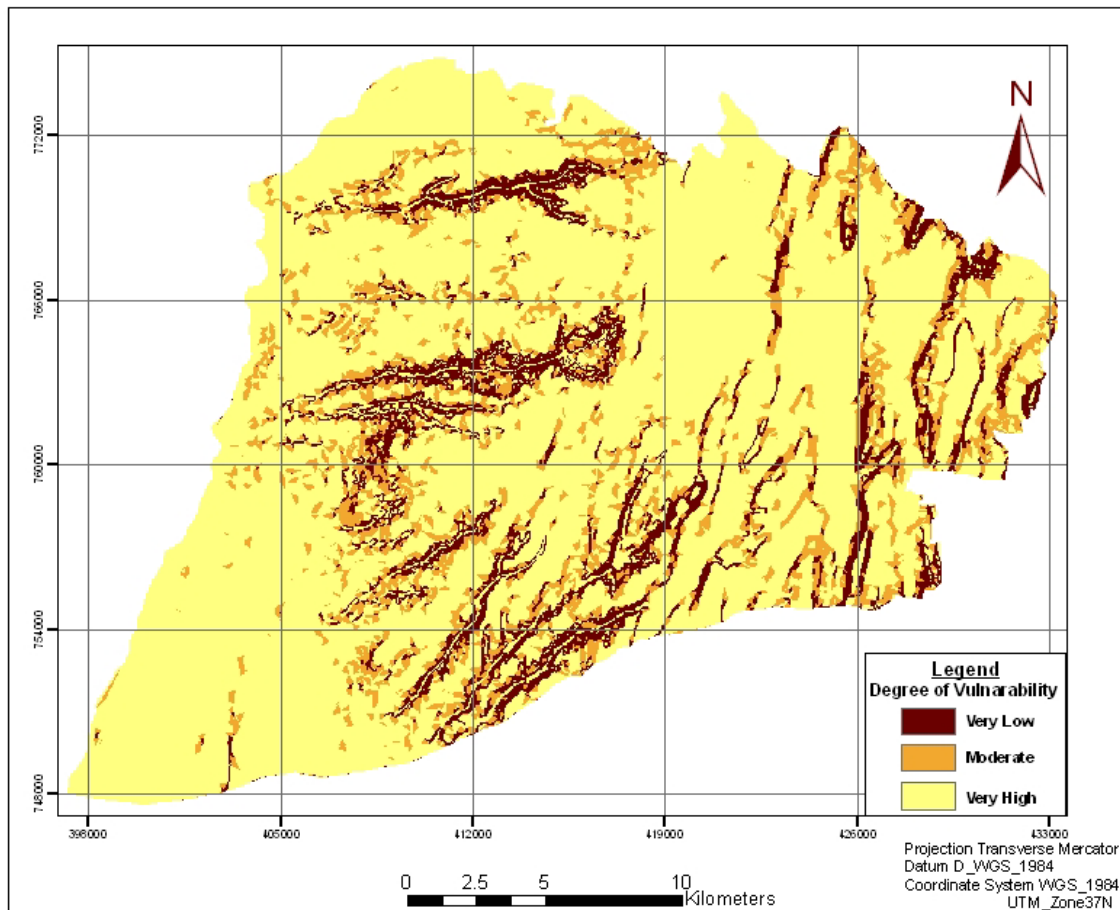 N
772000
766000
760000
754000
748000
398000 405000 412000 419000 426000 433000
Legend
Degree of Vulnarability
Very Low
Moderate
Very High
0 2.5 5 10
Kilometers
Projection Transverse Mercator
Datum D_WGS_1984
Coordinate System WGS_1984
UTM_Zone37N